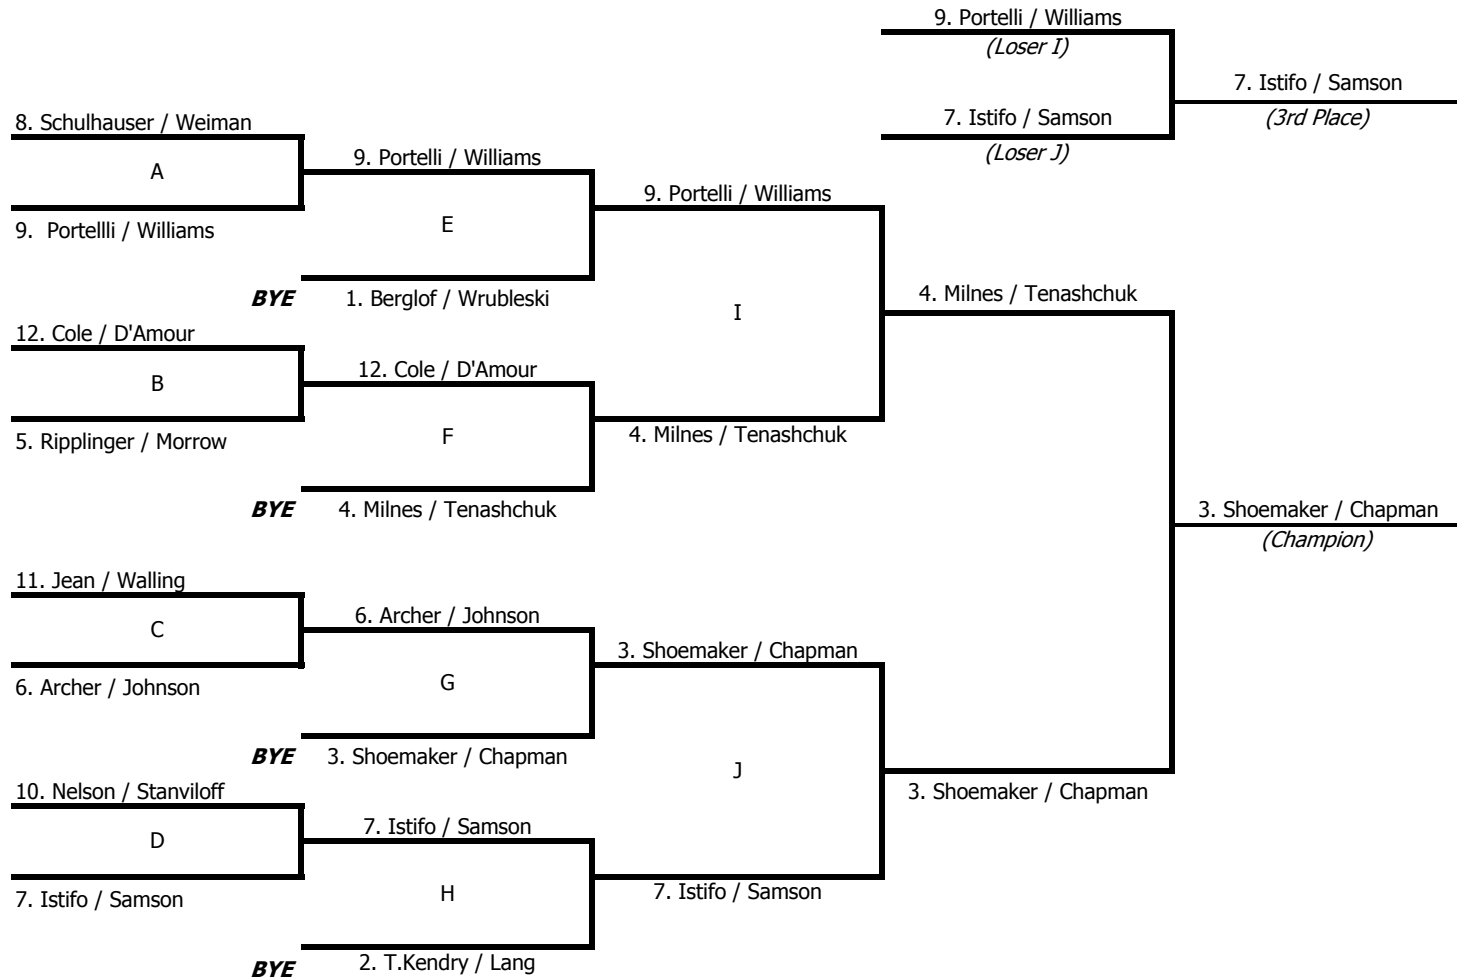 9. Portelli / Williams
(Loser I)
7. Istifo / Samson
(3rd Place)
7. Istifo / Samson
(Loser J)
8. Schulhauser / Weiman
A
9. Portellli / Williams
9. Portelli / Williams
E
BYE
1. Berglof / Wrubleski
9. Portelli / Williams
I
4. Milnes / Tenashchuk
12. Cole / D'Amour
B
5. Ripplinger / Morrow
12. Cole / D'Amour
F
BYE
4. Milnes / Tenashchuk
4. Milnes / Tenashchuk
3. Shoemaker / Chapman
(Champion)
11. Jean / Walling
C
6. Archer / Johnson
6. Archer / Johnson
G
BYE
3. Shoemaker / Chapman
3. Shoemaker / Chapman
J
3. Shoemaker / Chapman
10. Nelson / Stanviloff
D
7. Istifo / Samson
7. Istifo / Samson
H
BYE
2. T.Kendry / Lang
7. Istifo / Samson